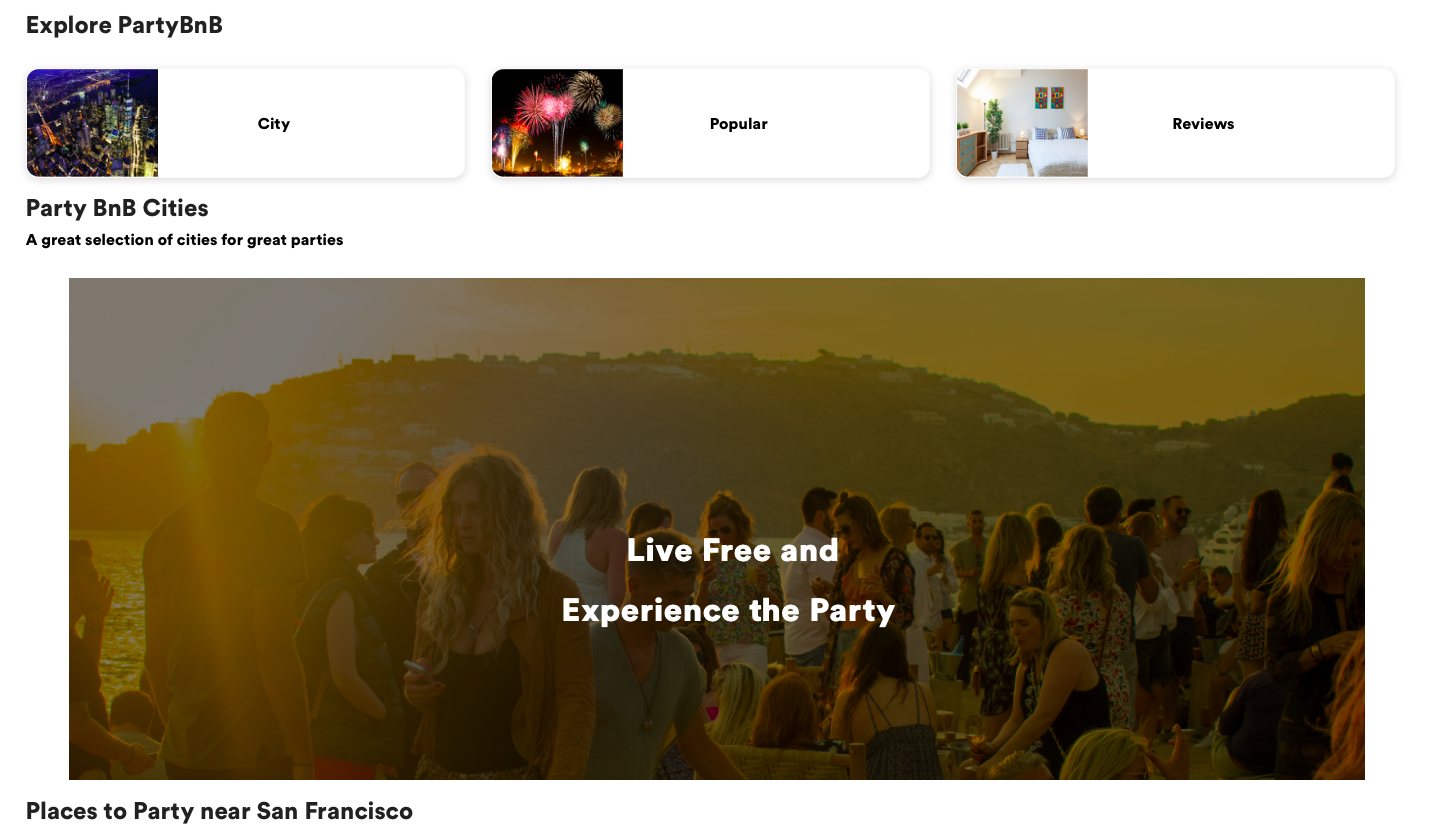 Explore PartyBnB
City
Popular
Reviews
Party BnB Cities
A great selection of cities for great parties
Live Free and
Experience the Party
Places to Party near San Francisco